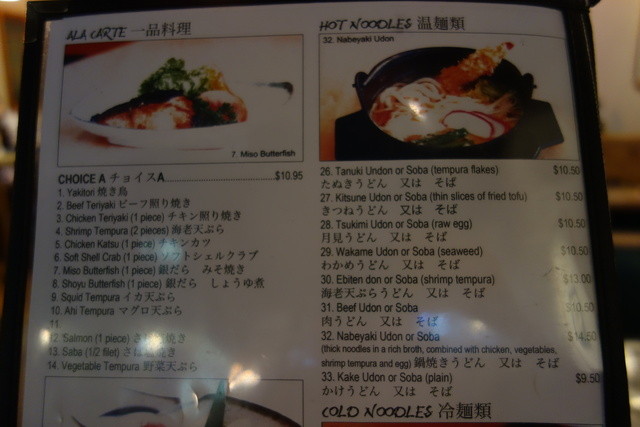 ALA CARTE 一品料理
7. Miso Butterfish
CHOICE A チョイスA $10.95
1. Yakitori 焼き鳥
2. Beef Teriyaki ビーフ照り焼き
3. Chicken Teriyaki (1 piece) チキン照り焼き
4. Shrimp Tempura (2 pieces) 海老天ぷら
5. Chicken Katsu (1 piece) チキンカツ
6. Soft Shell Crab (1 piece) ソフトシェルクラブ
7. Miso Butterfish (1 piece) 銀だら みそ焼き
8. Shoyu Butterfish (1 piece) 銀だら しょうゆ煮
9. Squid Tempura イカ天ぷら
10. Ahi Tempura マグロ天ぷら
11.
12. Salmon (1 piece)
13. Saba (1/2 filet)
14. Vegetable Tempura 野菜天ぷら
HOT NOODLES 温麺類
32. Nabeyaki Udon
26. Tanuki Undon or Soba (tempura flakes) $10.50
たぬきうどん 又は そば
27. Kitsune Udon or Soba (thin slices of fried tofu) $10.50
きつねうどん 又は そば
28. Tsukimi Udon or Soba (raw egg) $10.50
月見うどん 又は そば
29. Wakame Udon or Soba (seaweed) $10.50
わかめうどん 又は そば
30. Ebiten don or Soba (shrimp tempura) $13.00
海老天ぷらうどん 又は そば
31. Beef Udon or Soba $10.50
肉うどん 又は そば
32. Nabeyaki Udon or Soba $14.50
(thick noodles in a rich broth, combined with chicken, vegetables,
shrimp tempura and egg) 鍋焼きうどん 又は そば
33. Kake Udon or Soba (plain) $9.50
かけうどん 又は そば
COLD NOODLES 冷麺類